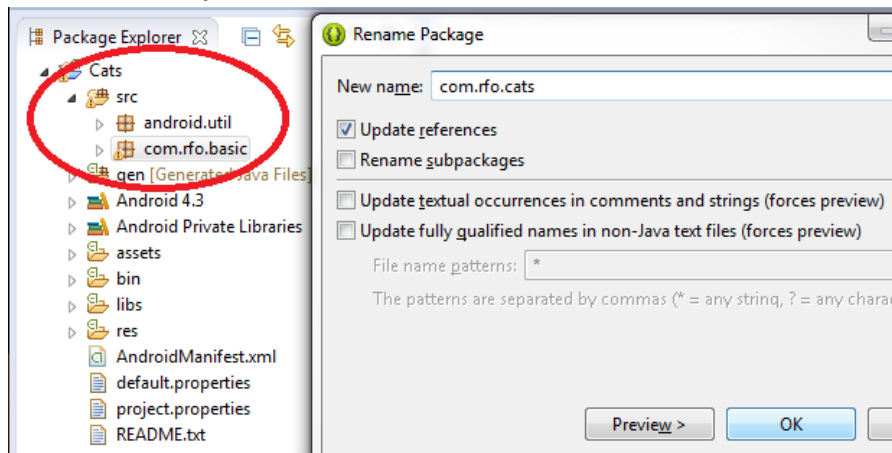 Package Explorer
Cats
src
android.util
com.rfo.basic
gen [Generated Java Files]
Android 4.3
Android Private Libraries
assets
bin
libs
res
AndroidManifest.xml
default.properties
project.properties
README.txt
Rename Package
New name: com.rfo.cats
Update references
Rename subpackages
Update textual occurrences in comments and strings (forces preview)
Update fully qualified names in non-Java text files (forces preview)
File name patterns: *
The patterns are separated by commas (* = any string, ? = any chara
Preview >
OK